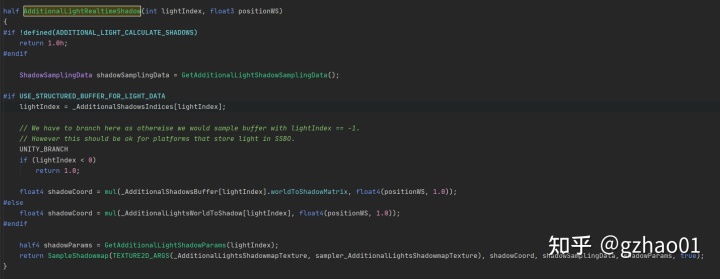 half AdditionalLightRealtimeShadow(int lightIndex, float3 positionWS)
{
#if !defined(ADDITIONAL_LIGHT_CALCULATE_SHADOWS)
    return 1.0h;
#endif

    ShadowSamplingData shadowSamplingData = GetAdditionalLightShadowSamplingData();

#if USE_STRUCTURED_BUFFER_FOR_LIGHT_DATA
    lightIndex = _AdditionalShadowsIndices[lightIndex];

    // We have to branch here as otherwise we would sample buffer with lightIndex == -1.
    // However this should be ok for platforms that store light in SSBO.
    UNITY_BRANCH
    if (lightIndex < 0)
        return 1.0;

    float4 shadowCoord = mul(_AdditionalShadowsBuffer[lightIndex].worldToShadowMatrix, float4(positionWS, 1.0));
#else
    float4 shadowCoord = mul(_AdditionalLightsWorldToShadow[lightIndex], float4(positionWS, 1.0));
#endif

    half4 shadowParams = GetAdditionalLightShadowParams(lightIndex);
    return SampleShadowmap(TEXTURE2D_ARGS(_AdditionalLightsShadowmapTexture, sampler_AdditionalLightsShadowmapTexture), shadowCoord, shadowSamplingData, shadowParams, true);
}
知乎 @gzhao01